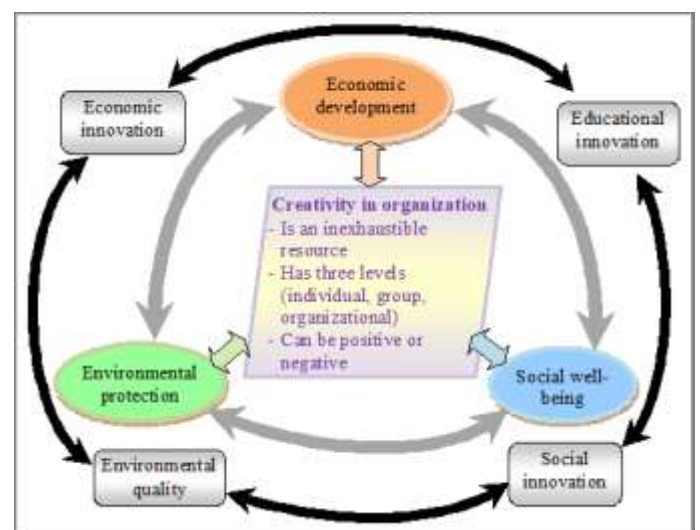 Economic
development
Economic
innovation
Educational
innovation
Creativity in organization
- Is an inexhaustible
resource
- Has three levels
(individual, group,
organizational)
- Can be positive or
negative
Environmental
protection
Social well-
being
Environmental
quality
Social
innovation